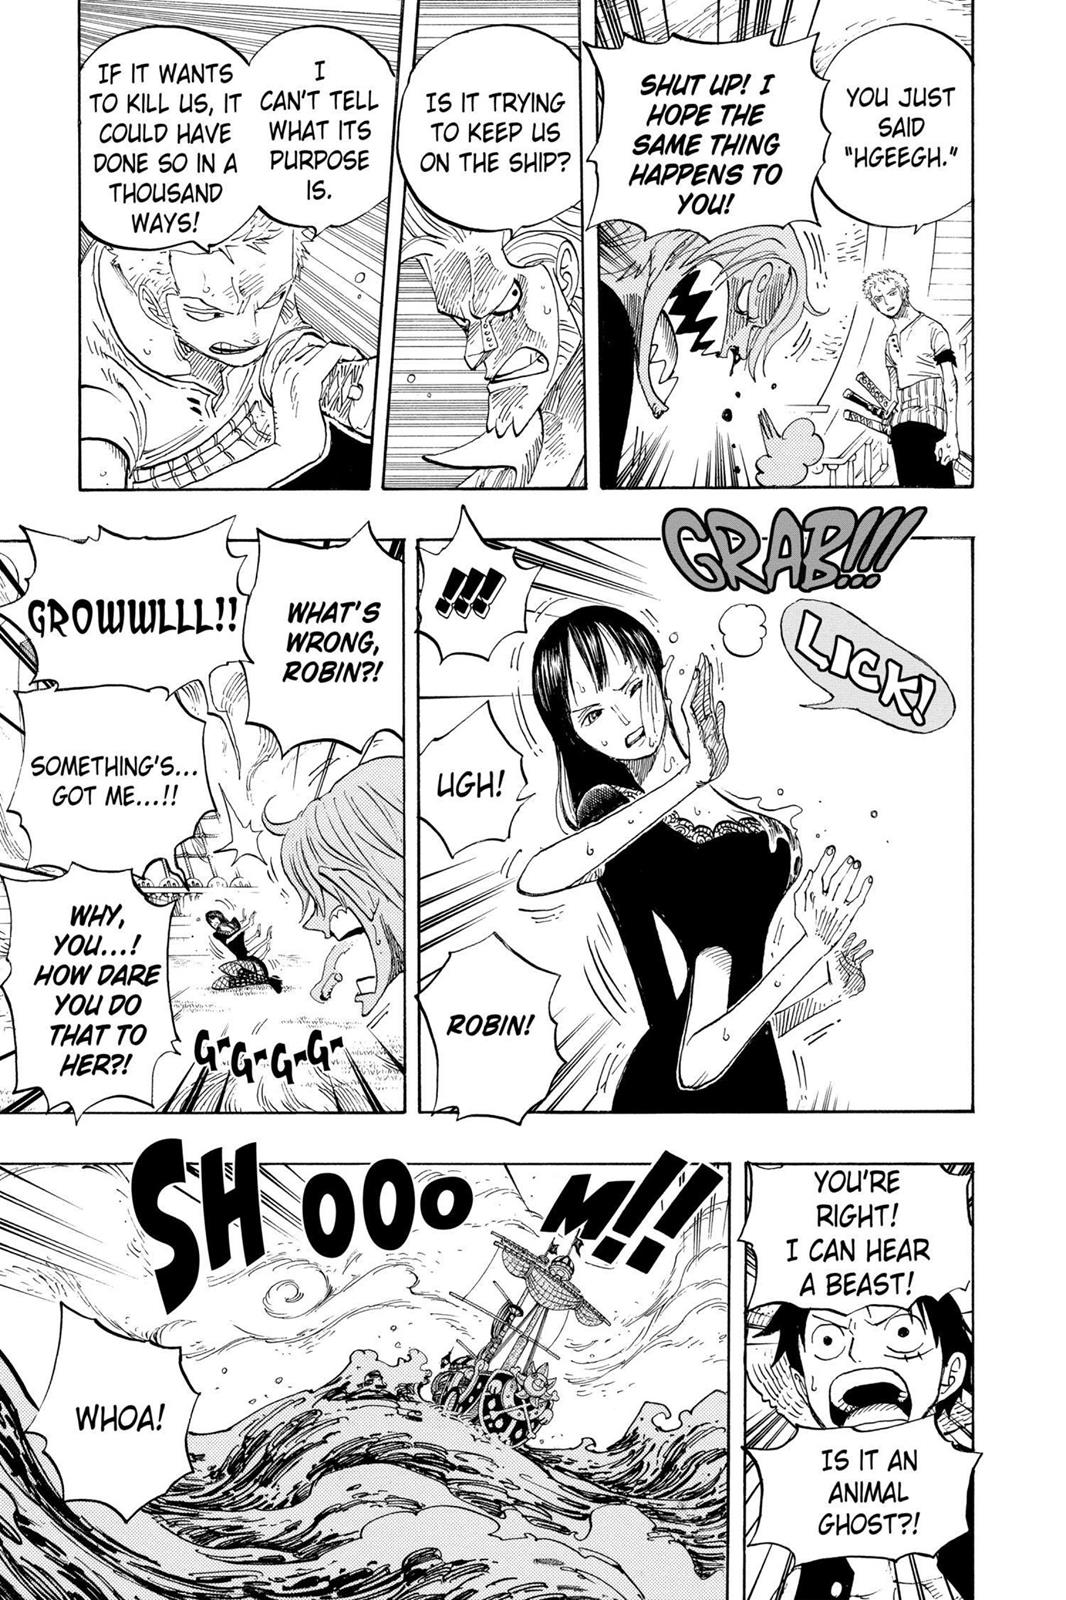 YOU JUST
SAID
"HGEEGH."
SHUT UP! I
HOPE THE
SAME THING
HAPPENS TO
YOU!
IS IT TRYING
TO KEEP US
ON THE SHIP?
I
CAN'T TELL
WHAT ITS
PURPOSE
IS.
IF IT WANTS
TO KILL US, IT
COULD HAVE
DONE SO IN A
THOUSAND
WAYS!
GRAB!!!
LICK!
!!!
UGH!
ROBIN!
WHAT'S
WRONG,
ROBIN?!
GROWWLLL!!
SOMETHING'S...
GOT ME...!!
WHY,
YOU...!
HOW DARE
YOU DO
THAT TO
HER?!
G-G-G-G-
YOU'RE
RIGHT!
I CAN HEAR
A BEAST!
IS IT AN
ANIMAL
GHOST?!
SHOOOM!!
WHOA!